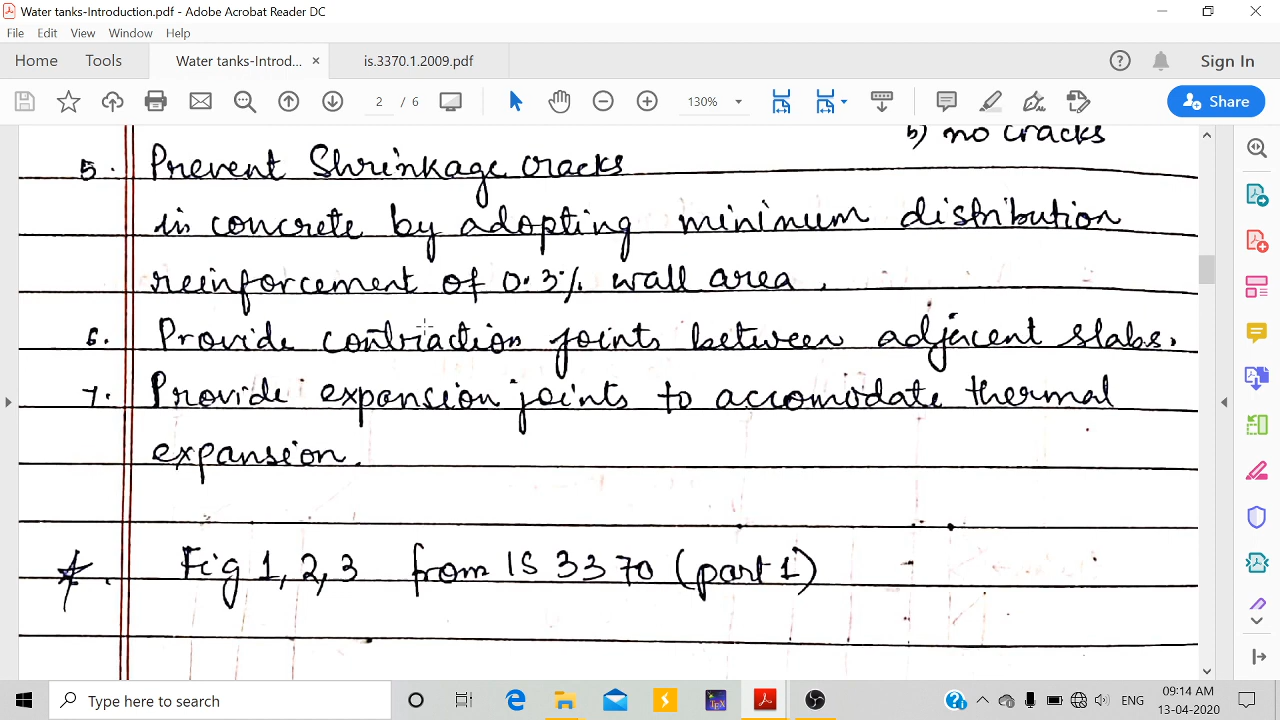 Water tanks-Introduction.pdf - Adobe Acrobat Reader DC
File Edit View Window Help
Home Tools Water tanks-Introd... × is.3370.1.2009.pdf Sign In
2 / 6 130% Share
b) no cracks
5. Prevent Shrinkage cracks
in concrete by adopting minimum distribution
reinforcement of 0.3% wall area.
6. Provide contraction joints between adjacent slabs.
7. Provide expansion joints to accomodate thermal
expansion.
*. Fig 1, 2, 3 from IS 3370 (part 1)
Type here to search
ENG
09:14 AM
13-04-2020